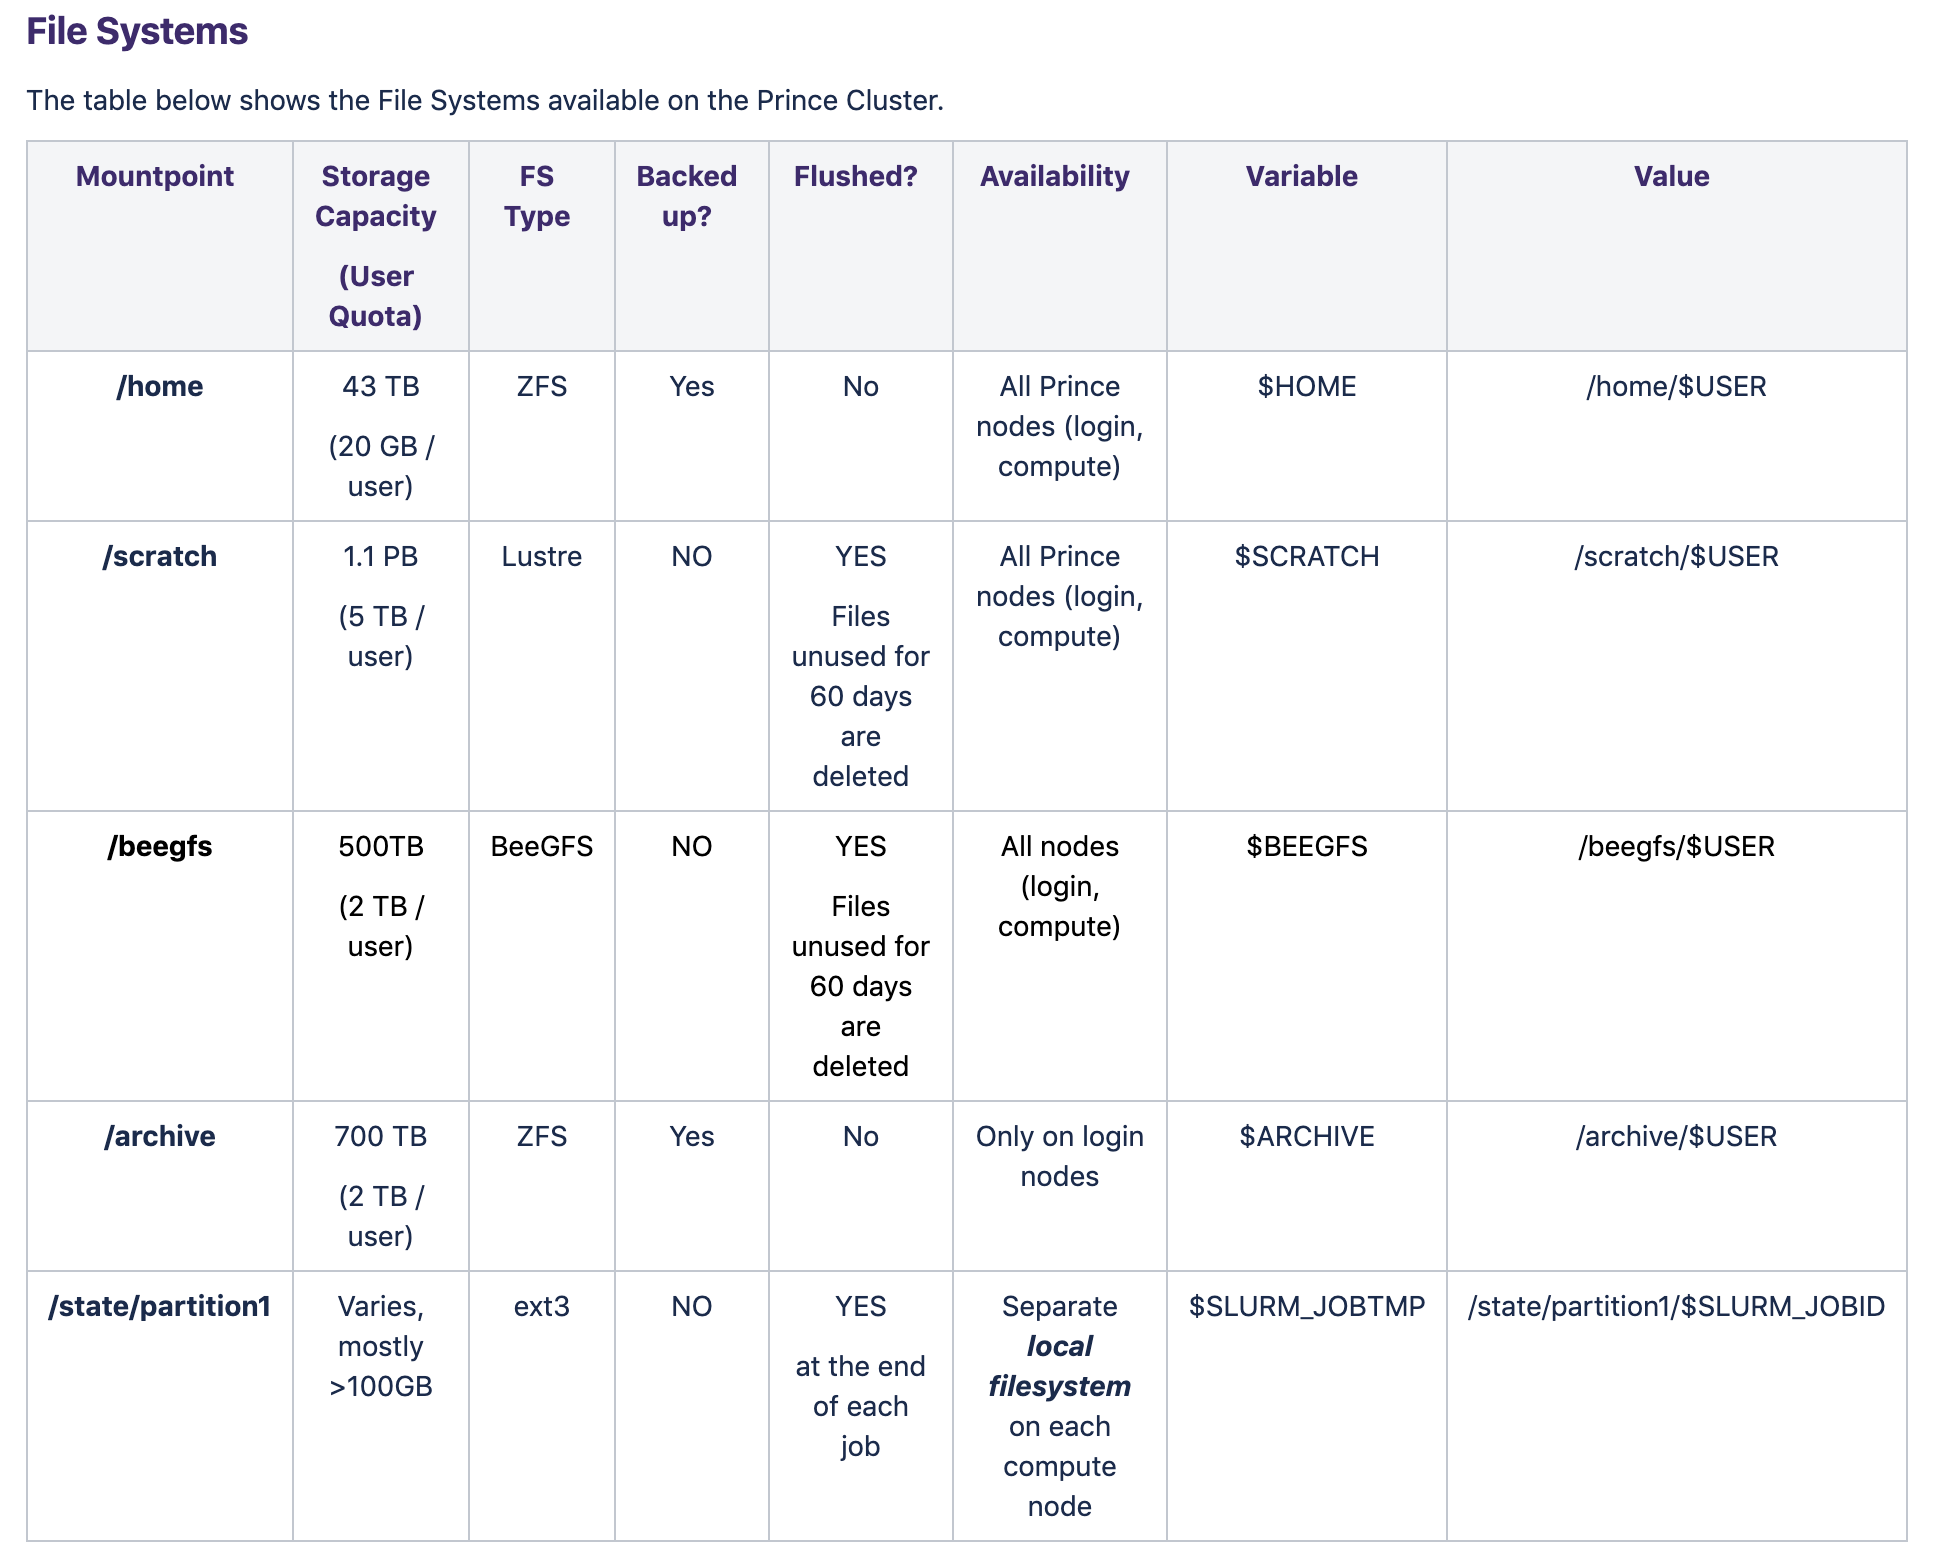 File Systems
The table below shows the File Systems available on the Prince Cluster.
Mountpoint
Storage
Capacity
(User
Quota)
FS
Type
Backed
up?
Flushed?
Availability
Variable
Value
/home
43 TB
(20 GB /
user)
ZFS
Yes
No
All Prince
nodes (login,
compute)
$HOME
/home/$USER
/scratch
1.1 PB
(5 TB /
user)
Lustre
NO
YES
Files
unused for
60 days
are
deleted
All Prince
nodes (login,
compute)
$SCRATCH
/scratch/$USER
/beegfs
500TB
(2 TB /
user)
BeeGFS
NO
YES
Files
unused for
60 days
are
deleted
All nodes
(login,
compute)
$BEEGFS
/beegfs/$USER
/archive
700 TB
(2 TB /
user)
ZFS
Yes
No
Only on login
nodes
$ARCHIVE
/archive/$USER
/state/partition1
Varies,
mostly
>100GB
ext3
NO
YES
at the end
of each
job
Separate
local
filesystem
on each
compute
node
$SLURM_JOBTMP
/state/partition1/$SLURM_JOBID